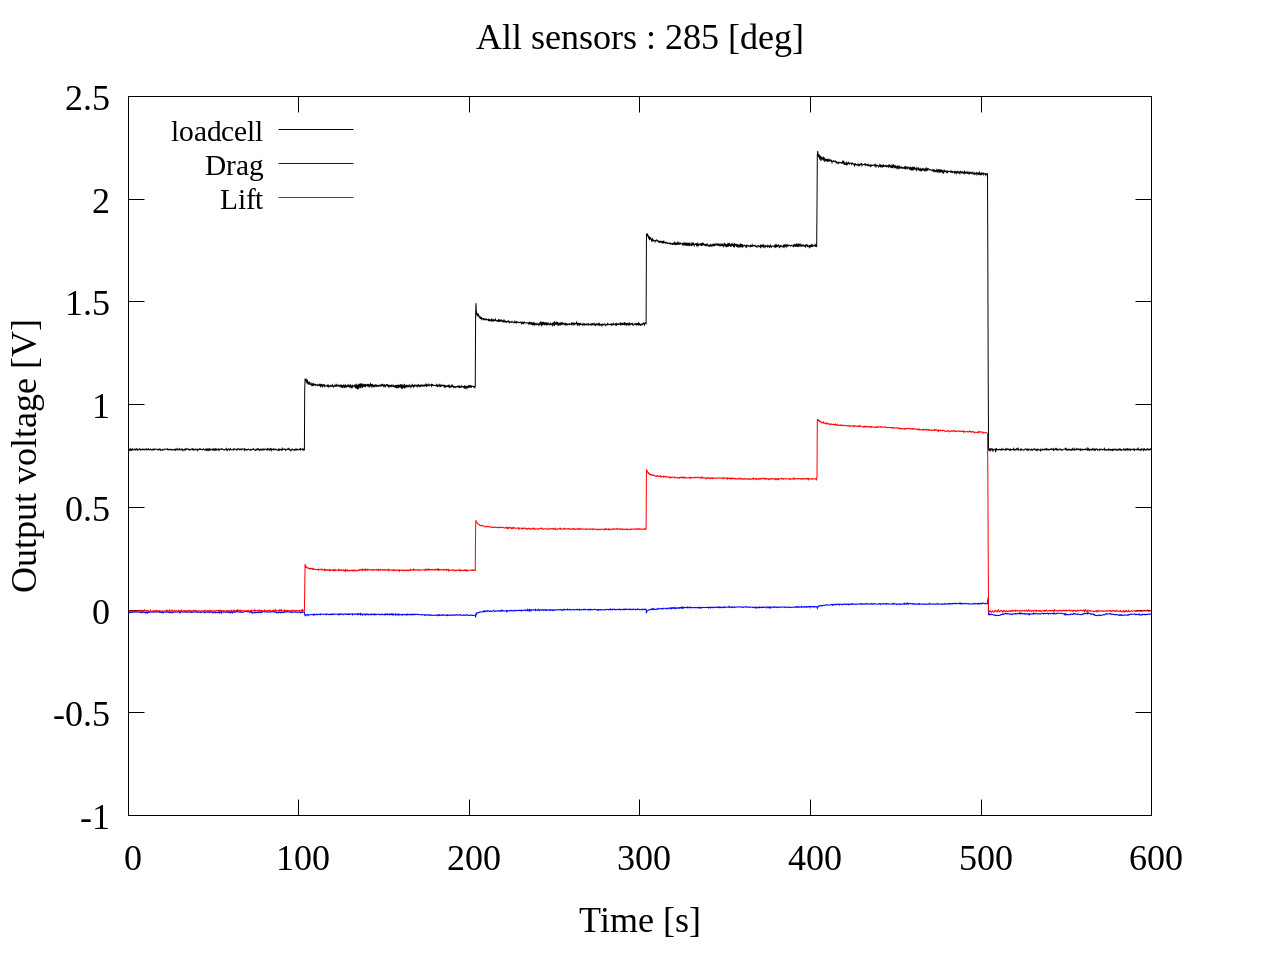 All sensors : 285 [deg]
2.5
2
1.5
1
0.5
0
-0.5
-1
loadcell
Drag
Lift
Output voltage [V]
0 100 200 300 400 500 600
Time [s]